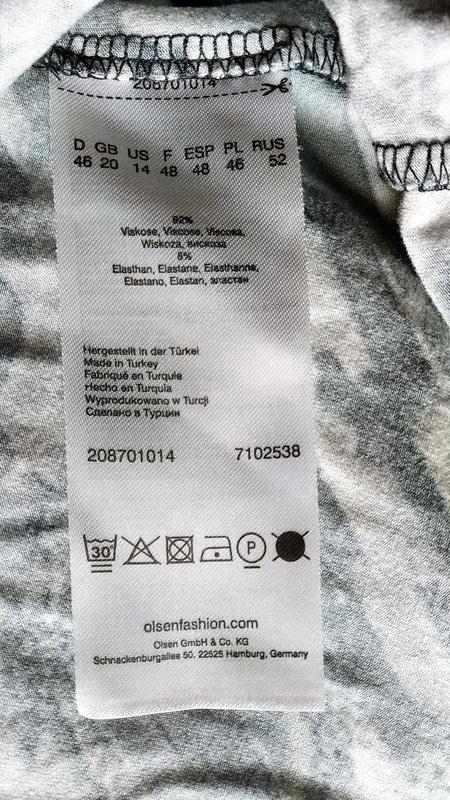 208701014
D GB US F ESP PL RUS
46 20 14 48 48 46 52
92%
Viskose, Viscose, Viscosa,
Wiskoza, вискоза
8%
Elasthan, Elastane, Elasthanne,
Elastano, Elastan, эластан
Hergestellt in der Türkei
Made in Turkey
Fabriqué en Turquie
Hecho en Turquia
Wyprodukowano w Turcji
Сделано в Турции
208701014 7102538
30°
P
olsenfashion.com
Olsen GmbH & Co. KG
Schnackenburgallee 50. 22525 Hamburg, Germany